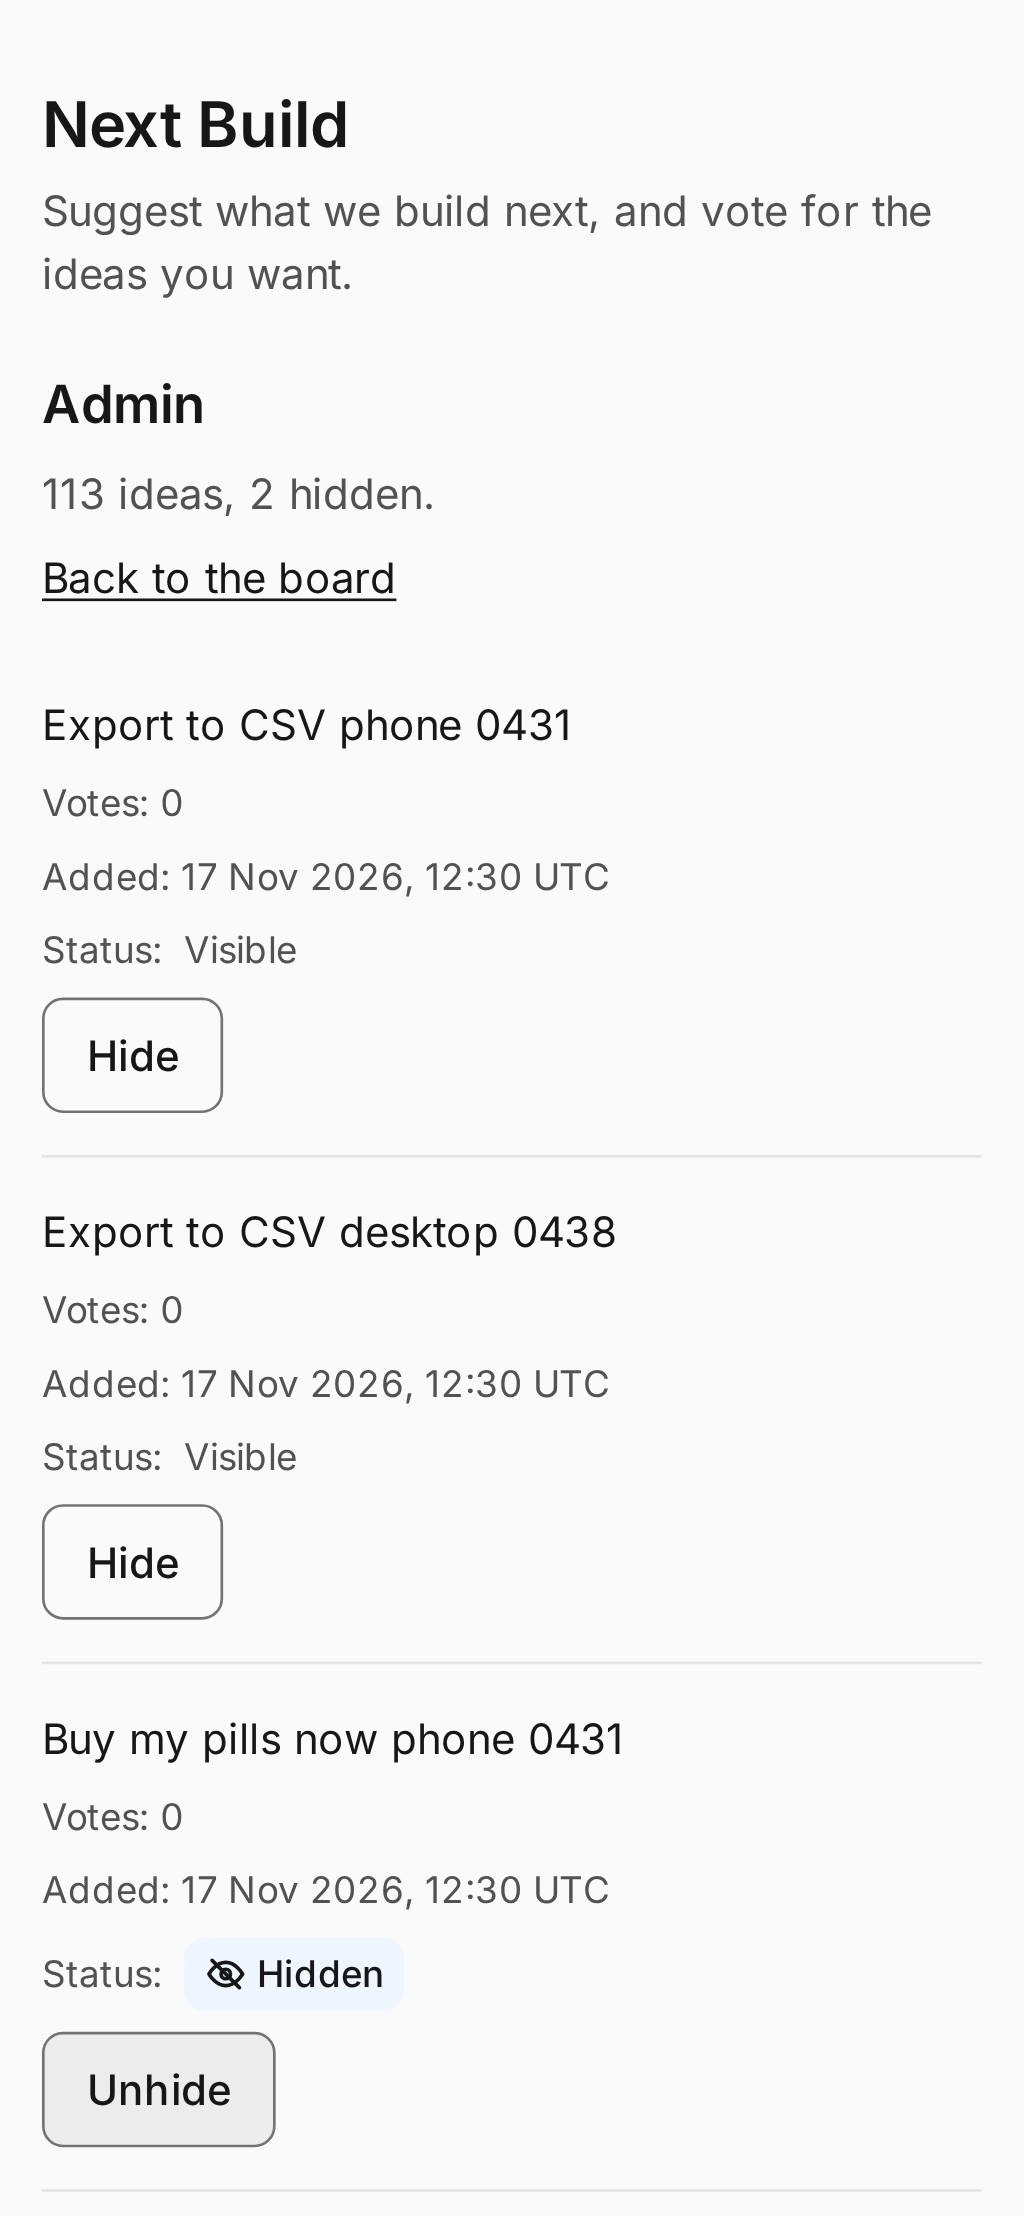 Next Build
Suggest what we build next, and vote for the
ideas you want.
Admin
113 ideas, 2 hidden.
Back to the board
Export to CSV phone 0431
Votes: 0
Added: 17 Nov 2026, 12:30 UTC
Status: Visible
Hide
Export to CSV desktop 0438
Votes: 0
Added: 17 Nov 2026, 12:30 UTC
Status: Visible
Hide
Buy my pills now phone 0431
Votes: 0
Added: 17 Nov 2026, 12:30 UTC
Status: Hidden
Unhide